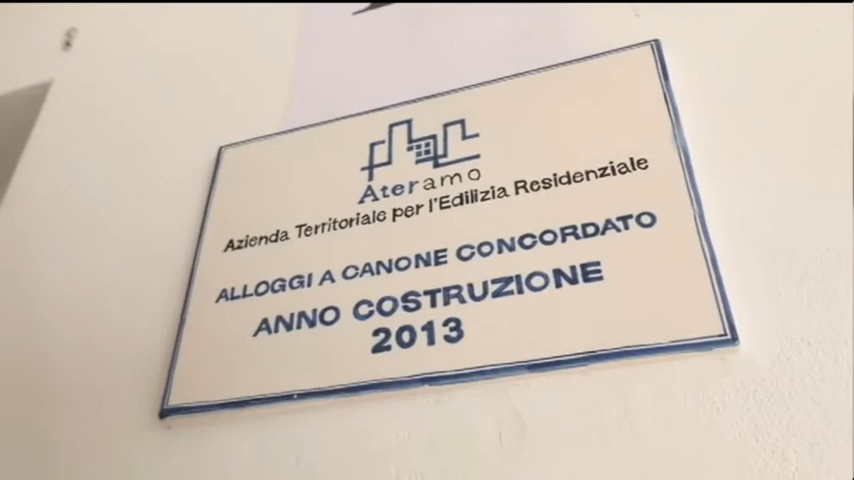 Ateramo
Azienda Territoriale per l'Edilizia Residenziale
ALLOGGI A CANONE CONCORDATO
ANNO COSTRUZIONE
2013